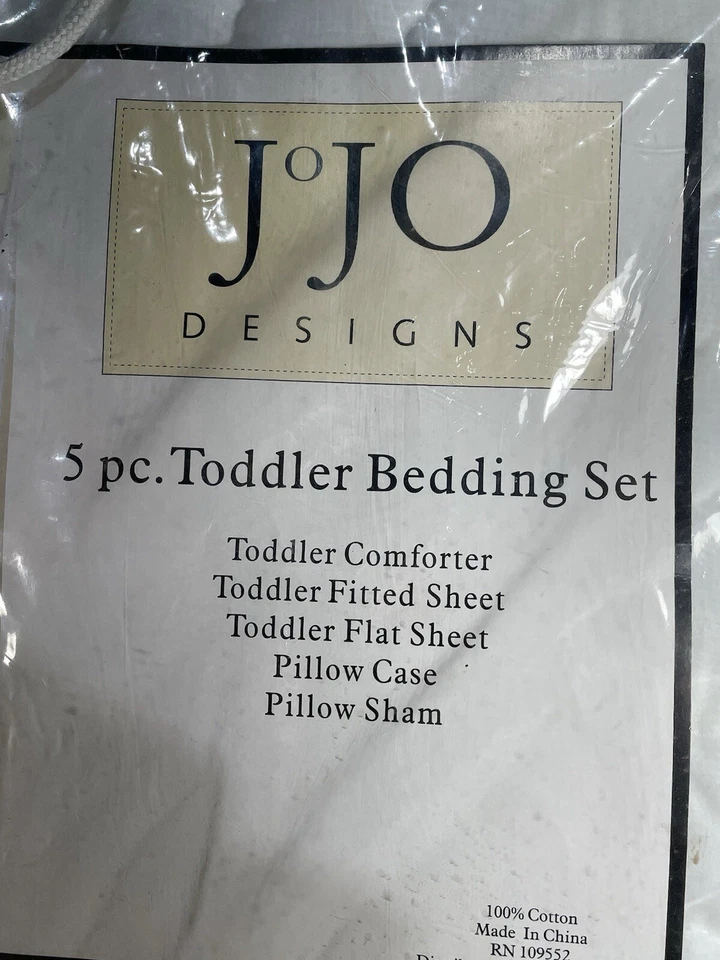 JoJO
DESIGNS
5 pc. Toddler Bedding Set
Toddler Comforter
Toddler Fitted Sheet
Toddler Flat Sheet
Pillow Case
Pillow Sham
100% Cotton
Made In China
RN 109552